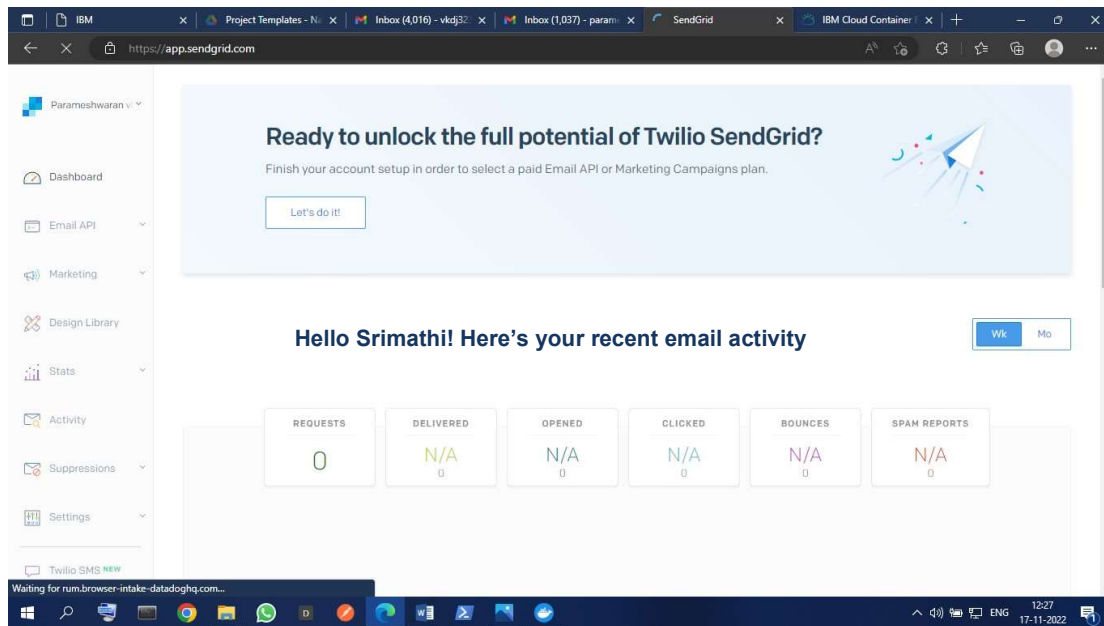 IBM
Project Templates - Na
Inbox (4,016) - vkdj32
Inbox (1,037) - param
SendGrid
IBM Cloud Container
https://app.sendgrid.com
Parameshwaran v
Dashboard
Email API
Marketing
Design Library
Stats
Activity
Suppressions
Settings
Twilio SMS NEW
Ready to unlock the full potential of Twilio SendGrid?
Finish your account setup in order to select a paid Email API or Marketing Campaigns plan.
Let's do it!
Hello Srimathi! Here’s your recent email activity
Wk Mo
REQUESTS DELIVERED OPENED CLICKED BOUNCES SPAM REPORTS
0 N/A N/A N/A N/A N/A
0 0 0 0 0
Waiting for rum.browser-intake-datadoghq.com...
ENG
12:27
17-11-2022